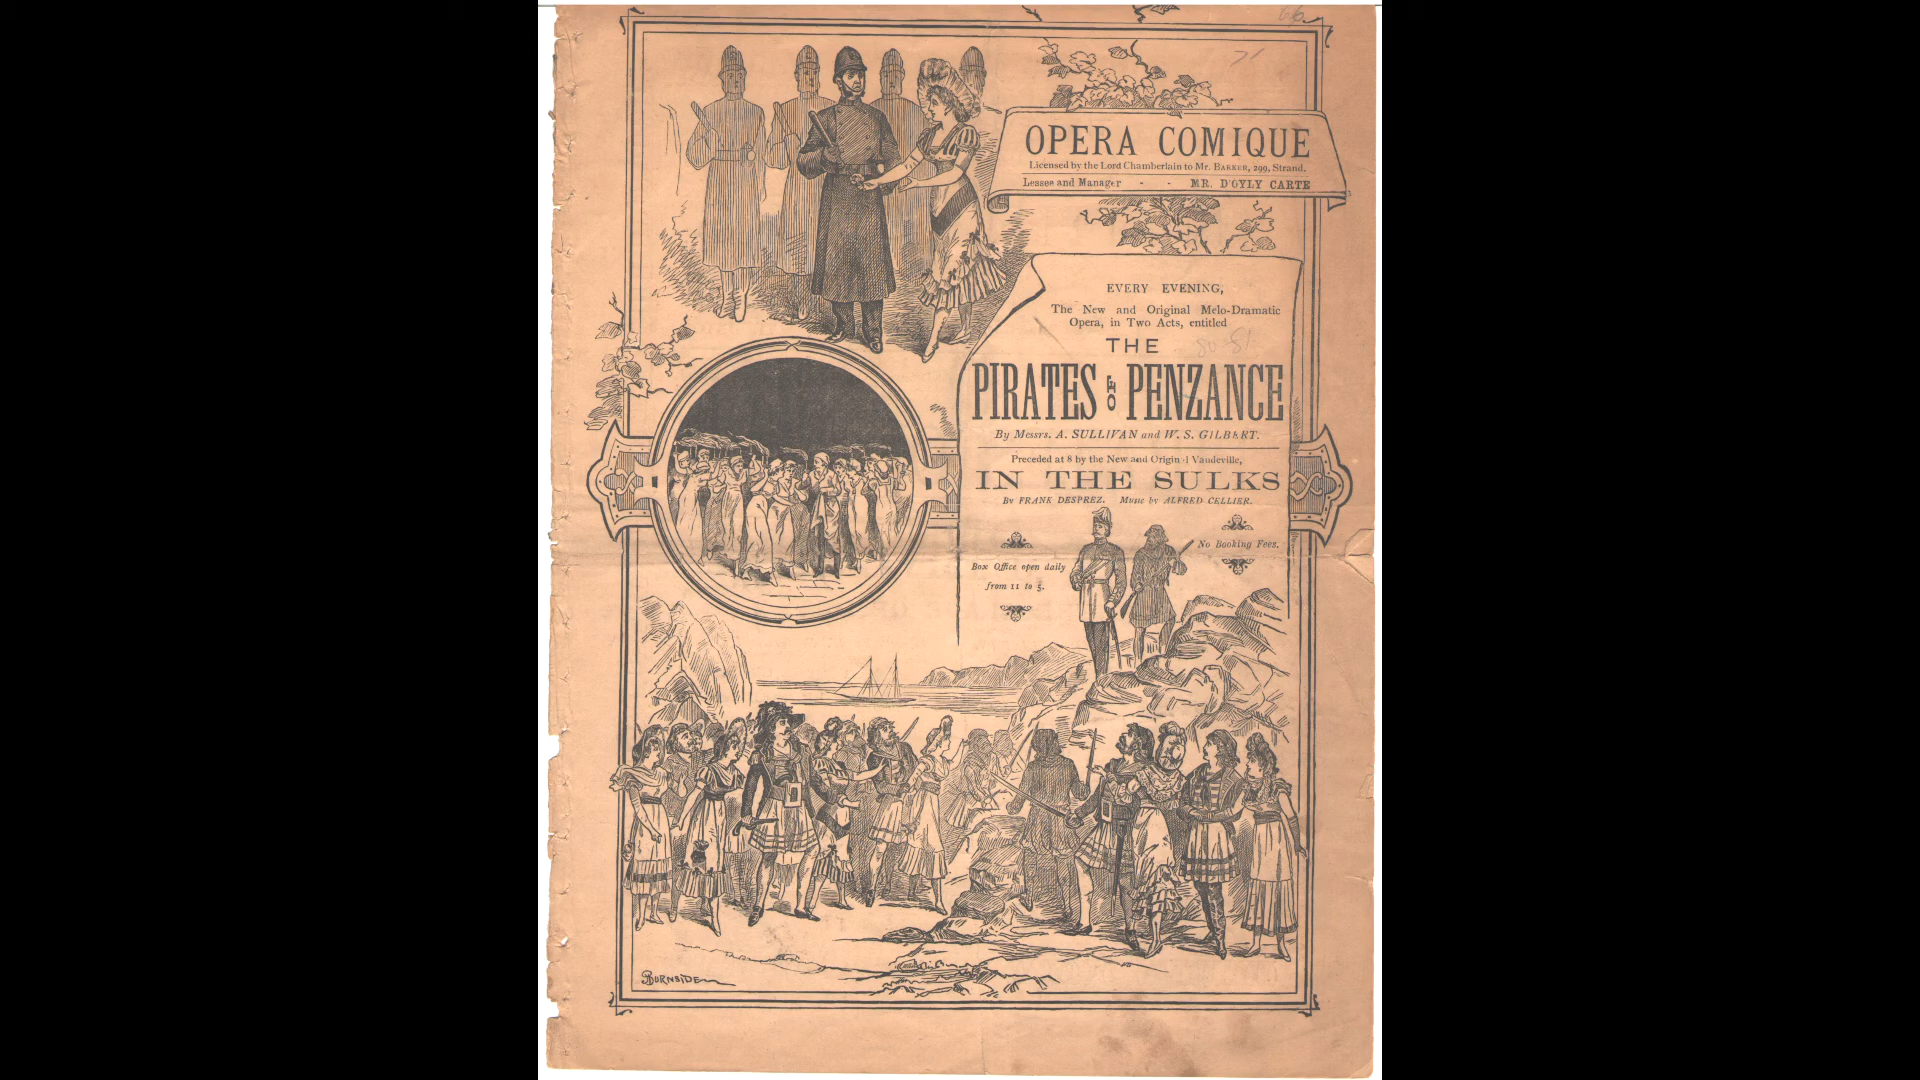 OPERA COMIQUE
Licensed by the Lord Chamberlain to Mr. BARKER, 299, Strand.
Lessee and Manager - - MR. D'OYLY CARTE
EVERY EVENING,
The New and Original Melo-Dramatic
Opera, in Two Acts, entitled
THE
PIRATES OF PENZANCE
By Messrs. A. SULLIVAN and W. S. GILBERT.
Preceded at 8 by the New and Original Vaudeville,
IN THE SULKS
By FRANK DESPREZ. Music by ALFRED CELLIER.
No Booking Fees.
Box Office open daily
from 11 to 5.
BURNSIDE